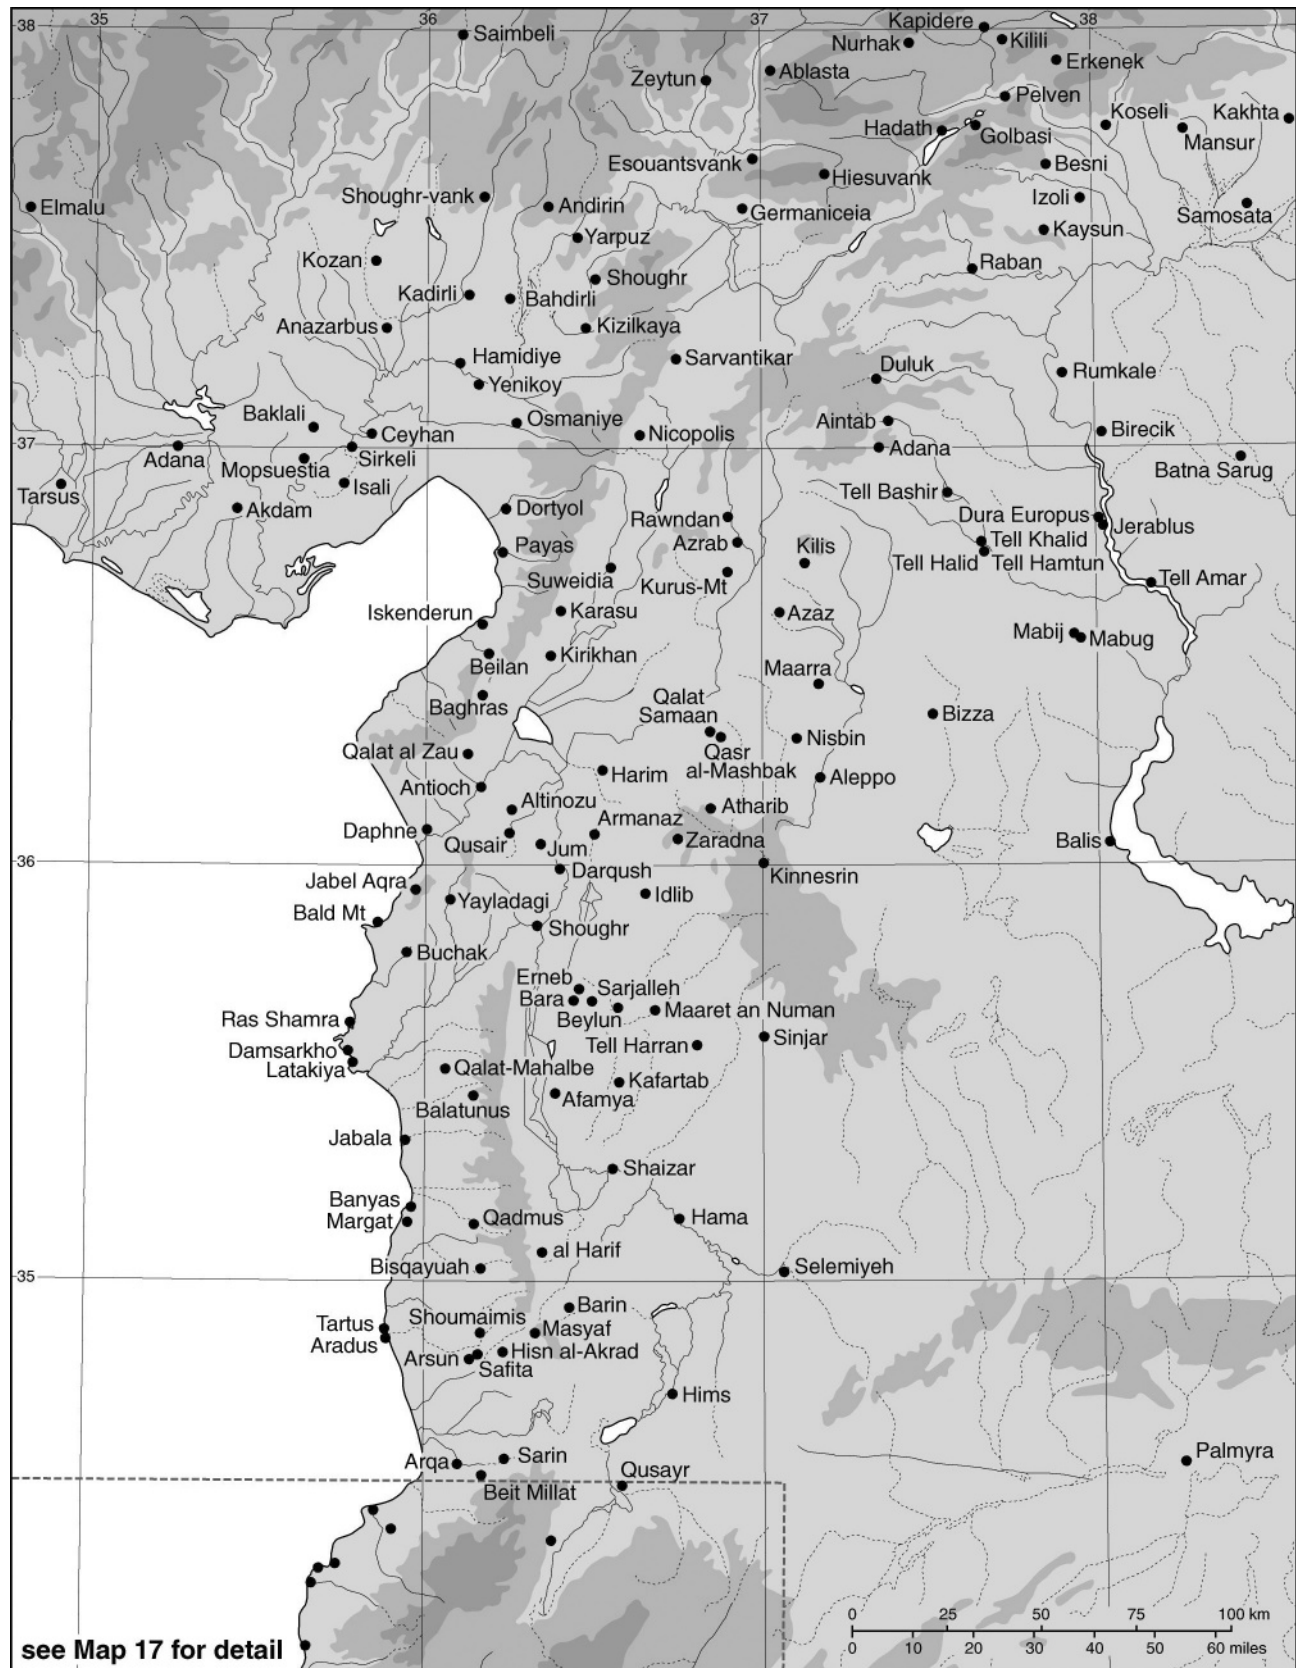 35
36
37
38
38
Saimbeli
Kapidere
Nurhak
Kilili
Zeytun
Ablasta
Erkenek
Pelven
Hadath
Golbasi
Koseli
Mansur
Kakhta
Esouantsvank
Hiesuvank
Besni
Elmalu
Shoughr-vank
Andirin
Germaniceia
Izoli
Samosata
Yarpuz
Kaysun
Kozan
Shoughr
Raban
Kadirli
Bahdirli
Anazarbus
Kizilkaya
Hamidiye
Sarvantikar
Duluk
Rumkale
Yenikoy
Baklali
Osmaniye
Aintab
Ceyhan
Nicopolis
Birecik
37
Adana
Sirkeli
Adana
Mopsuestia
Batna Sarug
Tarsus
Isali
Tell Bashir
Akdam
Dortyol
Rawndan
Dura Europus
Jerablus
Azrab
Tell Khalid
Payas
Kilis
Tell Halid
Tell Hamtun
Suweidia
Kurus-Mt
Tell Amar
Iskenderun
Karasu
Azaz
Mabij
Mabug
Beilan
Kirikhan
Maarra
Baghras
Qalat
Samaan
Bizza
Qalat al Zau
Qasr
al-Mashbak
Nisbin
Harim
Aleppo
Antioch
Altinozu
Atharib
Daphne
Armanaz
Qusair
Jum
Zaradna
Balis
36
Darqush
Kinnesrin
Jabel Aqra
Yayladagi
Idlib
Bald Mt
Shoughr
Buchak
Erneb
Sarjalleh
Bara
Beylun
Maaret an Numan
Ras Shamra
Sinjar
Damsarkho
Tell Harran
Latakiya
Qalat-Mahalbe
Kafartab
Balatunus
Afamya
Jabala
Shaizar
Banyas
Margat
Qadmus
Hama
al Harif
Bisqayuah
Selemiyeh
35
Barin
Tartus
Shoumaimis
Masyaf
Aradus
Hisn al-Akrad
Arsun
Safita
Hims
Arqa
Sarin
Palmyra
Qusayr
Beit Millat
0 25 50 75 100 km
0 10 20 30 40 50 60 miles
see Map 17 for detail